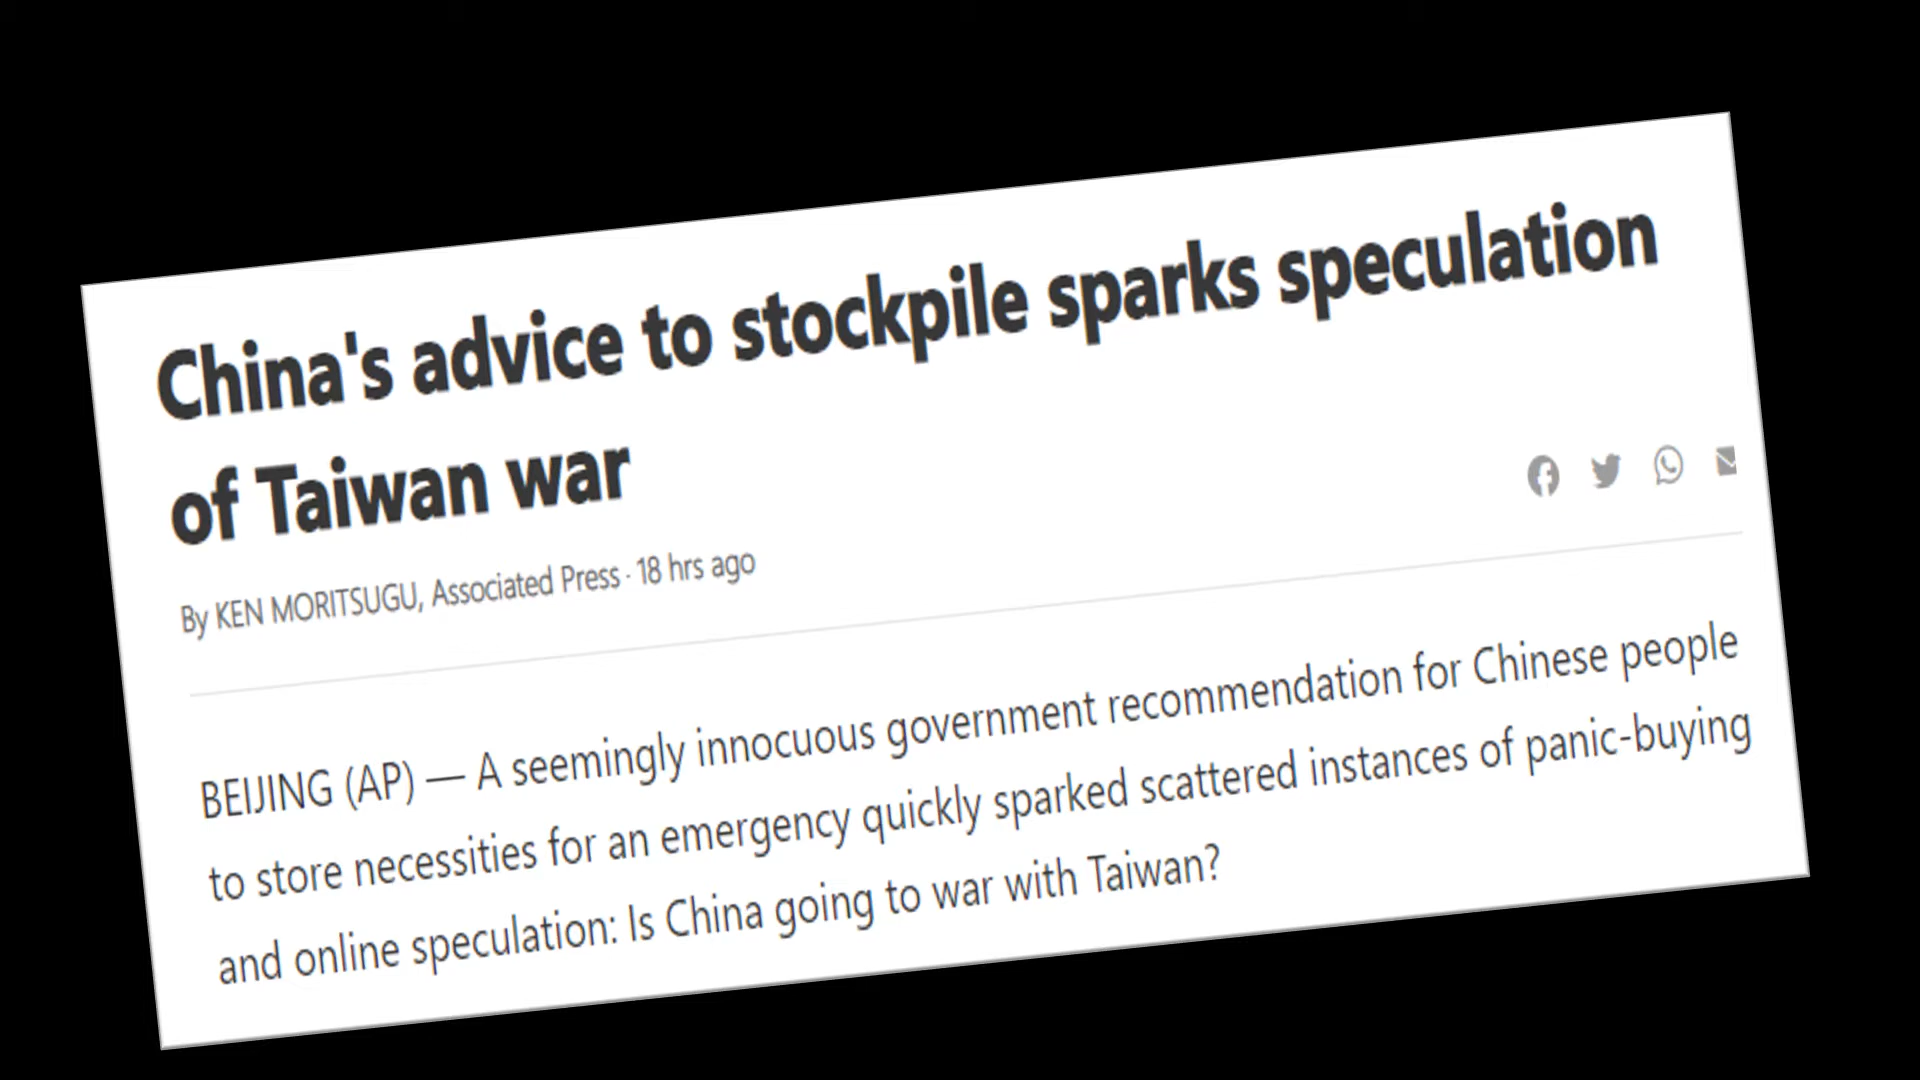 China's advice to stockpile sparks speculation
of Taiwan war
By KEN MORITSUGU, Associated Press · 18 hrs ago
BEIJING (AP) — A seemingly innocuous government recommendation for Chinese people
to store necessities for an emergency quickly sparked scattered instances of panic-buying
and online speculation: Is China going to war with Taiwan?